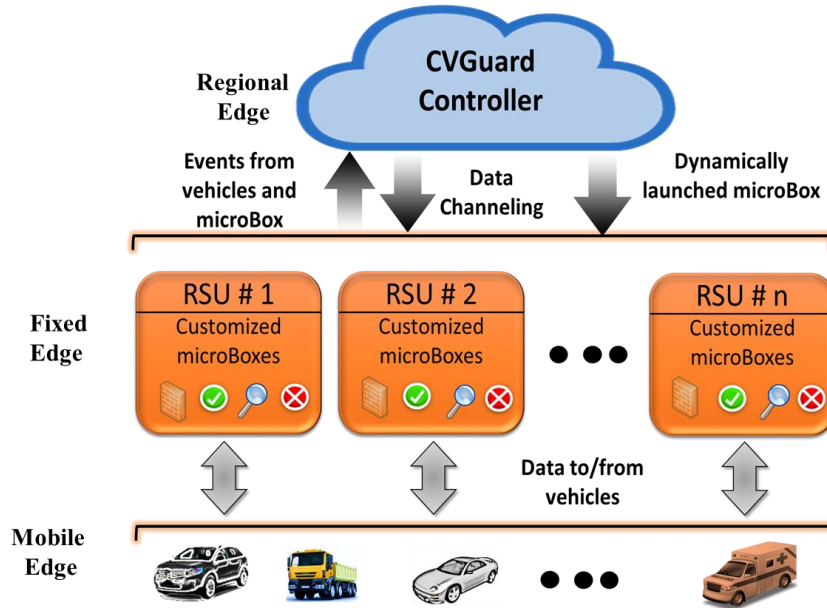 Regional
Edge
CVGuard
Controller
Events from
vehicles and
microBox
Data
Channeling
Dynamically
launched microBox
Fixed
Edge
RSU # 1
Customized
microBoxes
RSU # 2
Customized
microBoxes
RSU # n
Customized
microBoxes
Data to/from
vehicles
Mobile
Edge